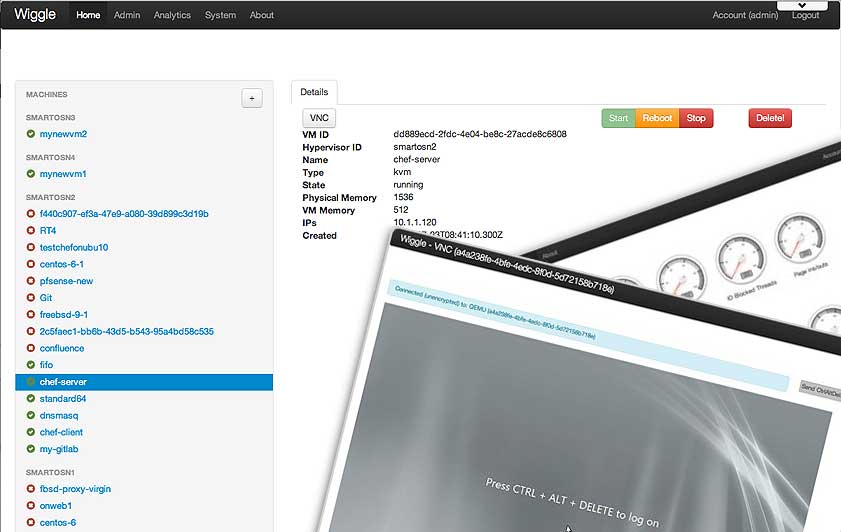 Wiggle Home Admin Analytics System About Account (admin) Logout
MACHINES
+
SMARTOSN3
mynewvm2
SMARTOSN4
mynewvm1
SMARTOSN2
f440c907-ef3a-47e9-a080-39d899c3d19b
RT4
testchefonubu10
centos-6-1
pfsense-new
Git
freebsd-9-1
2c5faec1-bb6b-43d5-b543-95a4bd58c535
confluence
fifo
chef-server
standard64
dnsmasq
chef-client
my-gitlab
SMARTOSN1
fbsd-proxy-virgin
onweb1
centos-6
Details
VNC Start Reboot Stop Delete!
VM ID dd889ecd-2fdc-4e04-be8c-27acde8c6808
Hypervisor ID smartosn2
Name chef-server
Type kvm
State running
Physical Memory 1536
VM Memory 512
IPs 10.1.1.120
Created 03T08:41:10.300Z
IO Blocked Threads
Page ins/outs
Wiggle - VNC (a4a238fe-4bfe-4edc-8f0d-5d72158b718e)
Connected (unencrypted) to: QEMU (a4a238fe-4bfe-4edc-8f0d-5d72158b718e)
Send CtrlAltDel
Press CTRL + ALT + DELETE to log on